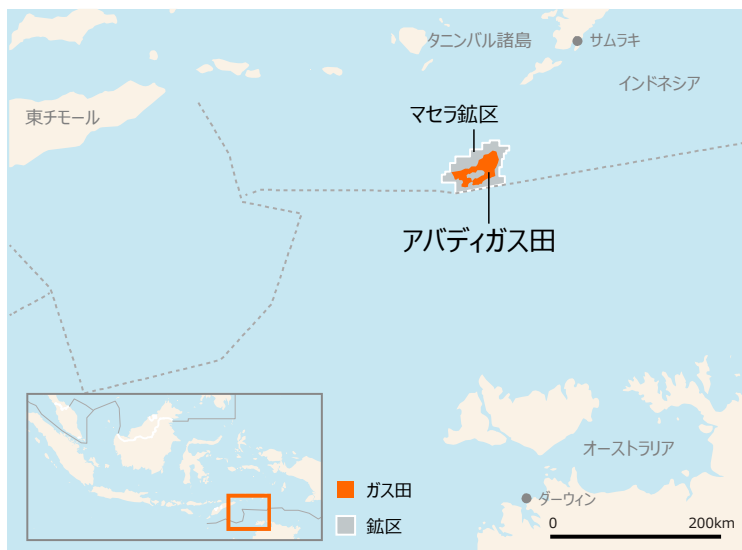 タニンバル諸島
サムラキ
インドネシア
東チモール
マセラ鉱区
アバディガス田
オーストラリア
ガス田
ダーウィン
鉱区
0 200km